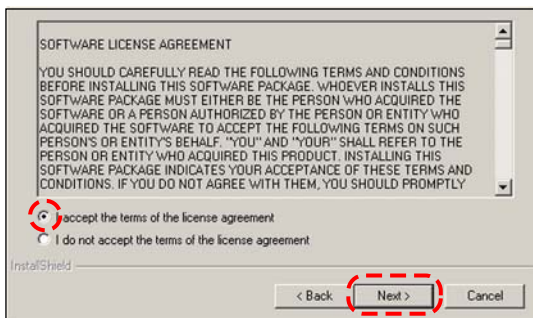 SOFTWARE LICENSE AGREEMENT
YOU SHOULD CAREFULLY READ THE FOLLOWING TERMS AND CONDITIONS
BEFORE INSTALLING THIS SOFTWARE PACKAGE. WHOEVER INSTALLS THIS
SOFTWARE PACKAGE MUST EITHER BE THE PERSON WHO ACQUIRED THE
SOFTWARE OR A PERSON AUTHORIZED BY THE PERSON OR ENTITY WHO
ACQUIRED THE SOFTWARE TO ACCEPT THE FOLLOWING TERMS ON SUCH
PERSON'S OR ENTITY'S BEHALF. "YOU" AND "YOUR" SHALL REFER TO THE
PERSON OR ENTITY WHO ACQUIRED THIS PRODUCT. INSTALLING THIS
SOFTWARE PACKAGE INDICATES YOUR ACCEPTANCE OF THESE TERMS AND
CONDITIONS. IF YOU DO NOT AGREE WITH THEM, YOU SHOULD PROMPTLY
I accept the terms of the license agreement
I do not accept the terms of the license agreement
InstallShield
< Back Next > Cancel